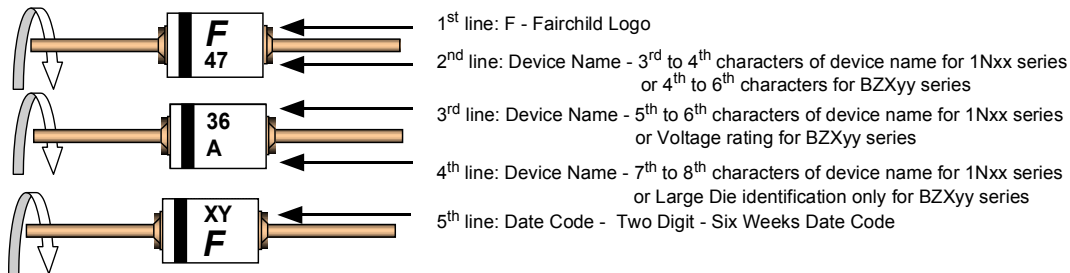 F
47
36
A
XY
F
1st line: F - Fairchild Logo
2nd line: Device Name - 3rd to 4th characters of device name for 1Nxx series
or 4th to 6th characters for BZXyy series
3rd line: Device Name - 5th to 6th characters of device name for 1Nxx series
or Voltage rating for BZXyy series
4th line: Device Name - 7th to 8th characters of device name for 1Nxx series
or Large Die identification only for BZXyy series
5th line: Date Code - Two Digit - Six Weeks Date Code